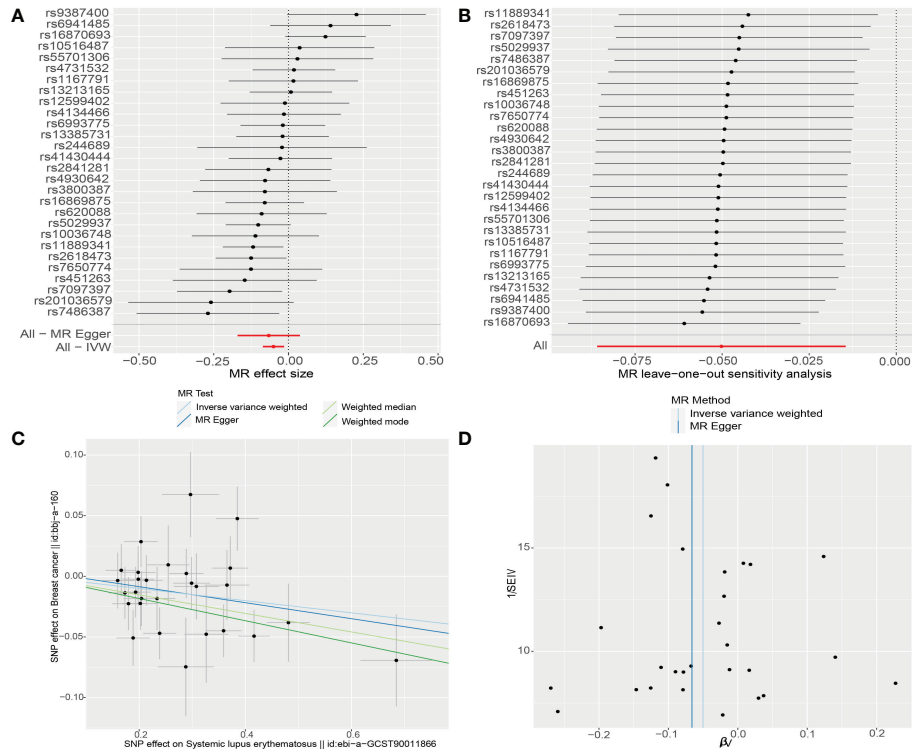 A
rs9387400
rs6941485
rs16870693
rs10516487
rs55701306
rs4731532
rs1167791
rs13213165
rs12599402
rs4134466
rs6993775
rs13385731
rs244689
rs41430444
rs2841281
rs4930642
rs3800387
rs16869875
rs620088
rs5029937
rs10036748
rs11889341
rs2618473
rs7650774
rs451263
rs7097397
rs201036579
rs7486387
All − MR Egger
All − IVW
−0.50
−0.25
0.00
0.25
0.50
MR effect size
B
rs11889341
rs2618473
rs7097397
rs5029937
rs7486387
rs201036579
rs16869875
rs451263
rs10036748
rs7650774
rs620088
rs4930642
rs3800387
rs2841281
rs244689
rs41430444
rs12599402
rs4134466
rs55701306
rs13385731
rs10516487
rs1167791
rs6993775
rs13213165
rs4731532
rs6941485
rs9387400
rs16870693
All
−0.075
−0.050
−0.025
0.000
MR leave−one−out sensitivity analysis
MR Test
Inverse variance weighted
MR Egger
Weighted median
Weighted mode
C
SNP effect on Breast cancer || id:bbj-a-160
0.10
0.05
0.00
−0.05
−0.10
0.2
0.4
0.6
SNP effect on Systemic lupus erythematosus || id:ebi-a-GCST90011866
MR Method
Inverse variance weighted
MR Egger
D
1/SEIV
15
10
−0.2
−0.1
0.0
0.1
0.2
βiv